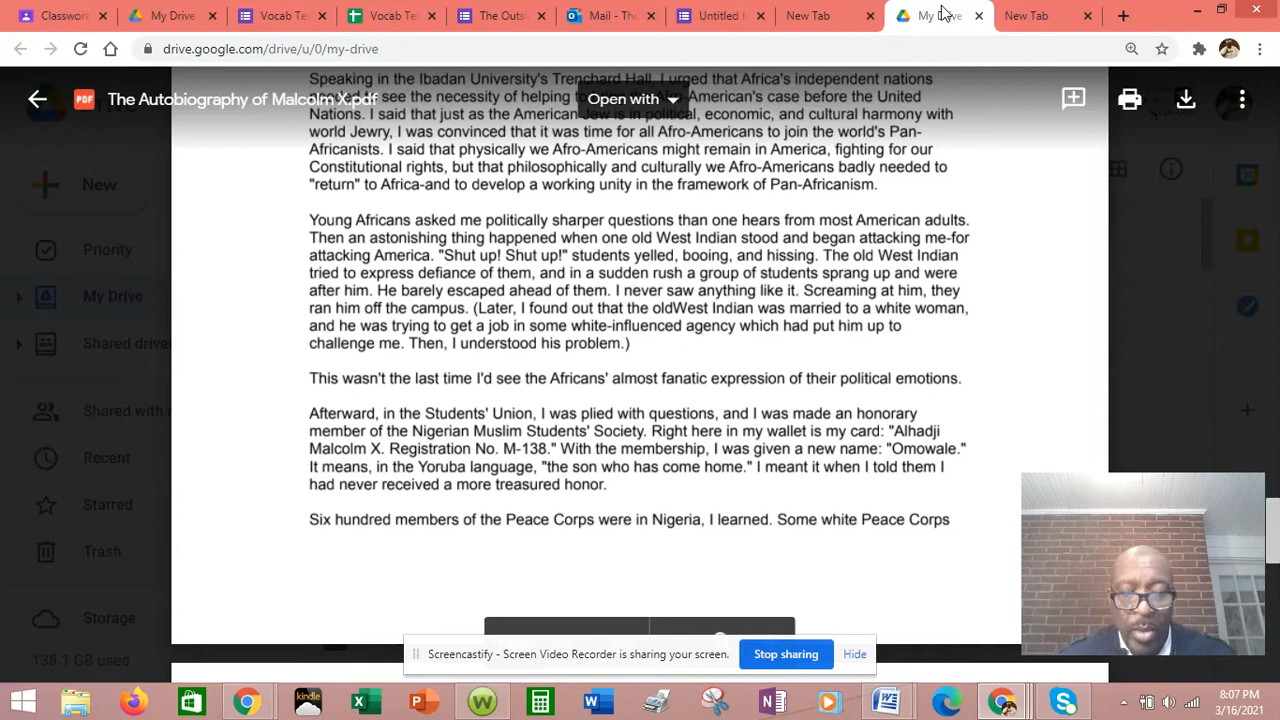 Classwork
My Drive
Vocab Te
Vocab Te
The Outs
Mail - Th
Untitled f
New Tab
My Drive
New Tab
drive.google.com/drive/u/0/my-drive
The Autobiography of Malcolm X.pdf
Open with
Speaking in the Ibadan University's Trenchard Hall, I urged that Africa's independent nations
see the necessity of helping to Afro-American's case before the United
Nations. I said that just as the American Jew is in political, economic, and cultural harmony with
world Jewry, I was convinced that it was time for all Afro-Americans to join the world's Pan-
Africanists. I said that physically we Afro-Americans might remain in America, fighting for our
Constitutional rights, but that philosophically and culturally we Afro-Americans badly needed to
"return" to Africa-and to develop a working unity in the framework of Pan-Africanism.
Young Africans asked me politically sharper questions than one hears from most American adults.
Then an astonishing thing happened when one old West Indian stood and began attacking me-for
attacking America. "Shut up! Shut up!" students yelled, booing, and hissing. The old West Indian
tried to express defiance of them, and in a sudden rush a group of students sprang up and were
after him. He barely escaped ahead of them. I never saw anything like it. Screaming at him, they
ran him off the campus. (Later, I found out that the oldWest Indian was married to a white woman,
and he was trying to get a job in some white-influenced agency which had put him up to
challenge me. Then, I understood his problem.)
This wasn't the last time I'd see the Africans' almost fanatic expression of their political emotions.
Afterward, in the Students' Union, I was plied with questions, and I was made an honorary
member of the Nigerian Muslim Students' Society. Right here in my wallet is my card: "Alhadji
Malcolm X. Registration No. M-138." With the membership, I was given a new name: "Omowale."
It means, in the Yoruba language, "the son who has come home." I meant it when I told them I
had never received a more treasured honor.
Six hundred members of the Peace Corps were in Nigeria, I learned. Some white Peace Corps
New
Priority
My Drive
Shared drive
Shared with
Recent
Starred
Trash
Storage
138.1 GB used
Screencastify - Screen Video Recorder is sharing your screen.
Stop sharing
Hide
kindle
8:07 PM
3/16/2021